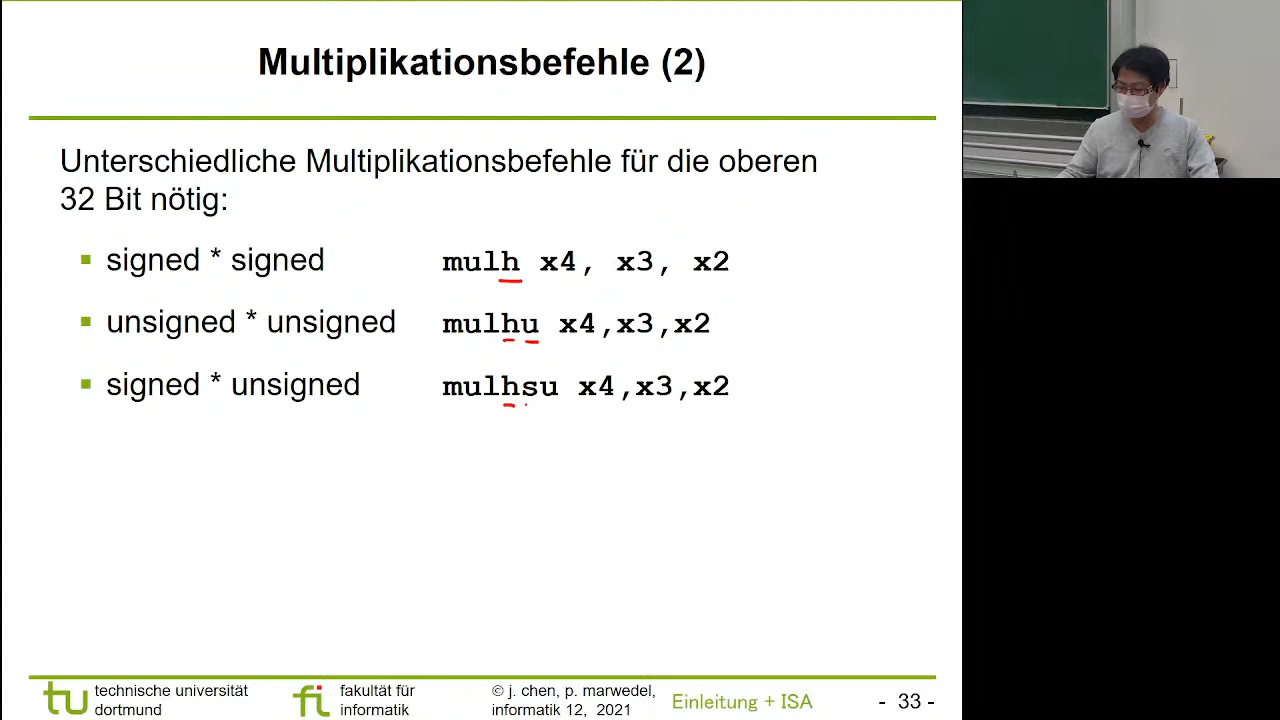 Multiplikationsbefehle (2)
Unterschiedliche Multiplikationsbefehle für die oberen
32 Bit nötig:
signed * signed mulh x4, x3, x2
unsigned * unsigned mulhu x4,x3,x2
signed * unsigned mulhsu x4,x3,x2
tu technische universität
dortmund
fi fakultät für
informatik
© j. chen, p. marwedel,
informatik 12, 2021
Einleitung + ISA
- 33 -